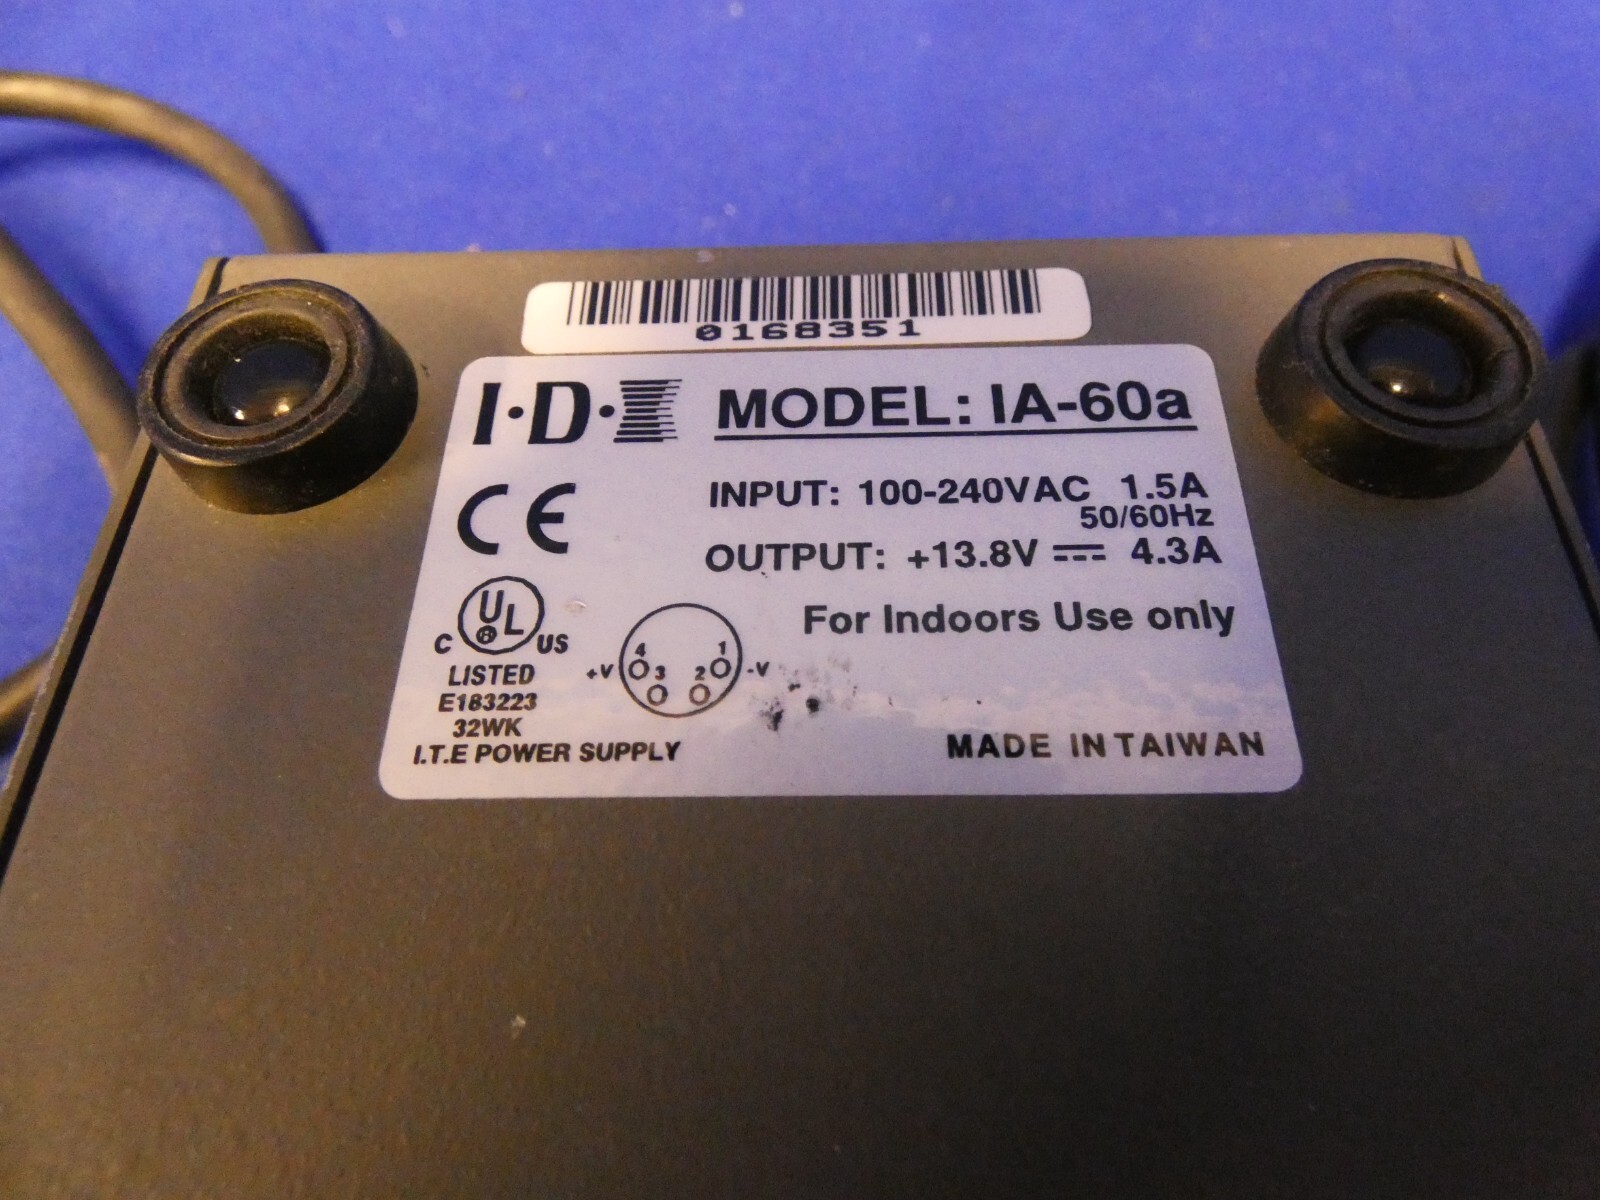 0168351
I·D·X
MODEL: IA-60a
INPUT: 100-240VAC 1.5A
50/60Hz
OUTPUT: +13.8V ⎓ 4.3A
CE
For Indoors Use only
C UL® US
LISTED
E183223
32WK
I.T.E POWER SUPPLY
+V 4 3 2 1 -V
MADE IN TAIWAN